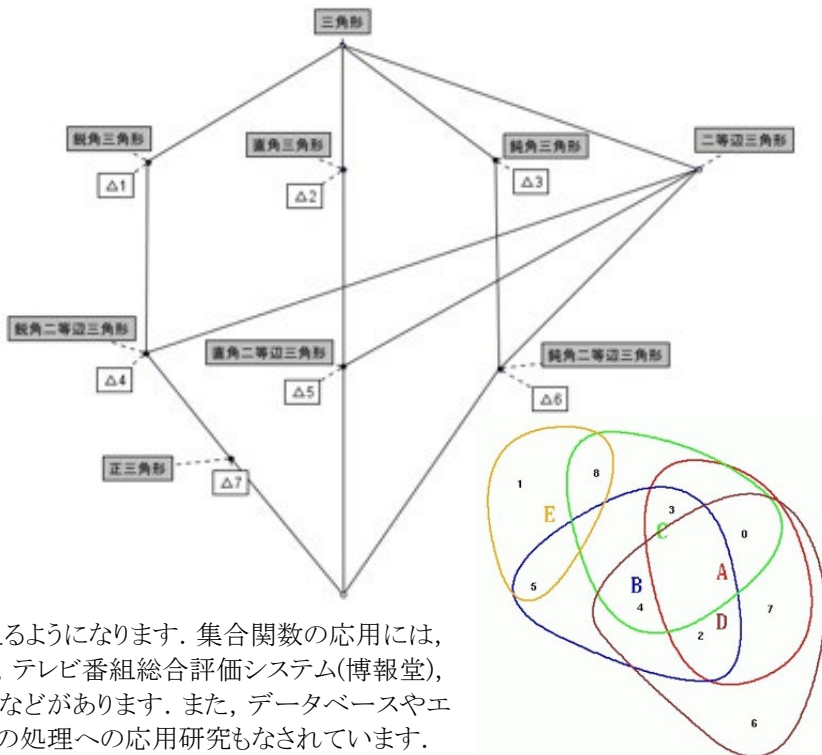 三角形
鋭角三角形
直角三角形
鈍角三角形
二等辺三角形
△1
△2
△3
鋭角二等辺三角形
直角二等辺三角形
鈍角二等辺三角形
△4
△5
△6
正三角形
△7
1
8
E
3
C
0
B
A
5
4
D
7
2
6
るようになります. 集合関数の応用には,
テレビ番組総合評価システム(博報堂),
などがあります. また, データベースやエ
の処理への応用研究もなされています.